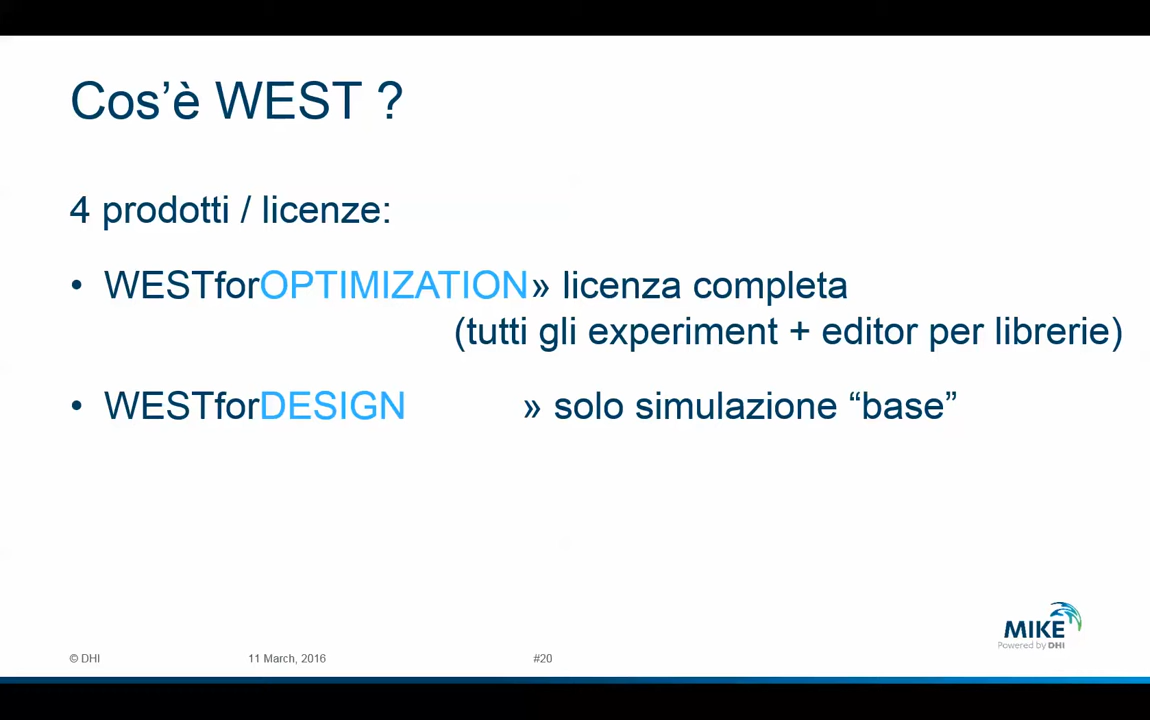 Cos'è WEST ?
4 prodotti / licenze:
• WESTforOPTIMIZATION » licenza completa
(tutti gli experiment + editor per librerie)
• WESTforDESIGN » solo simulazione “base”
MIKE
Powered by DHI
© DHI 11 March, 2016 #20